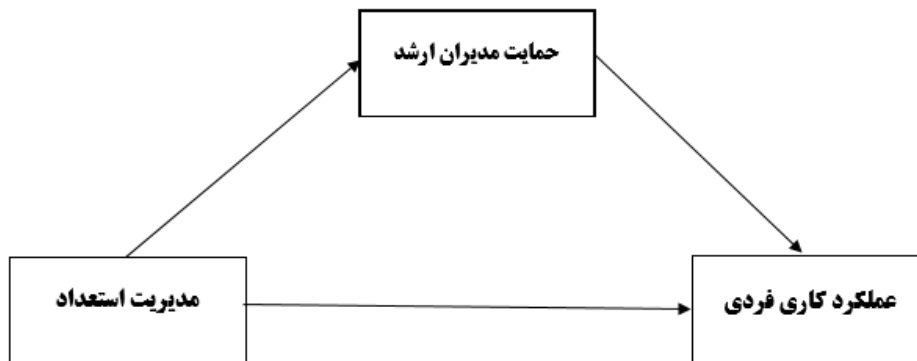 حمایت مدیران ارشد
مدیریت استعداد
عملکرد کاری فردی